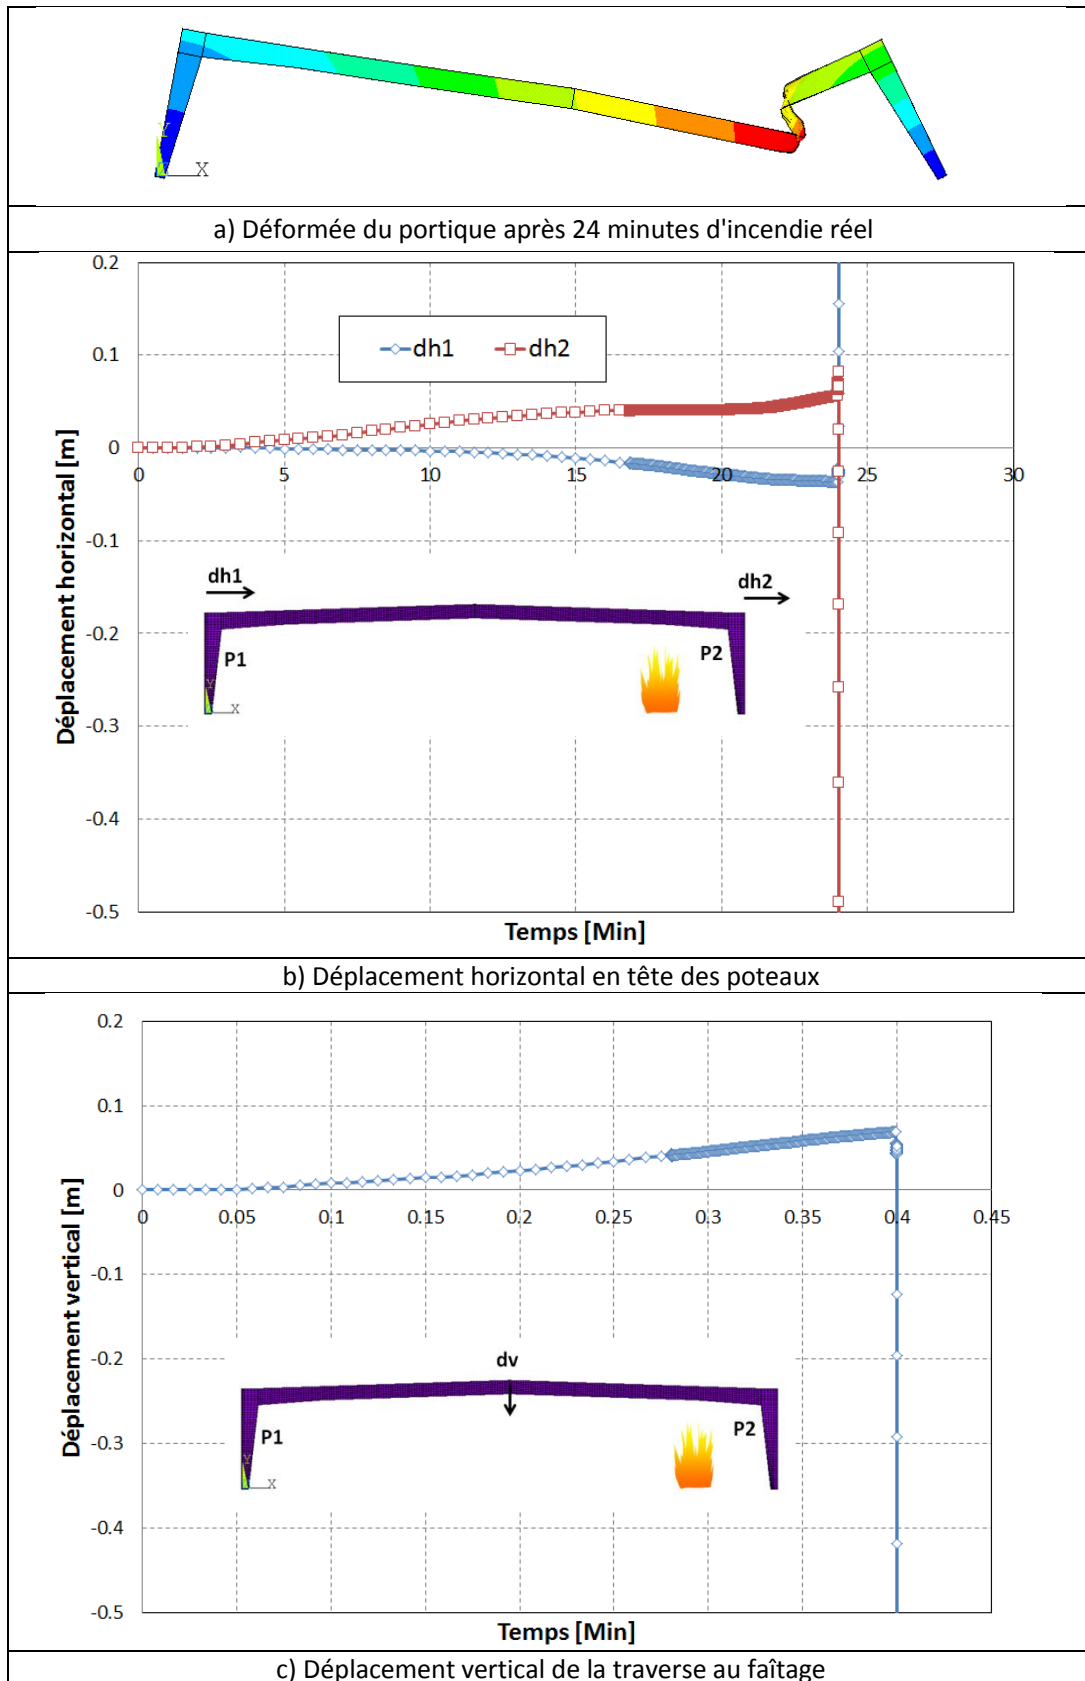 Y
X
a) Déformée du portique après 24 minutes d'incendie réel
0.2
0.1
0
-0.1
-0.2
-0.3
-0.4
-0.5
0 5 10 15 20 25 30
Déplacement horizontal [m]
Temps [Min]
dh1 dh2
dh1 dh2
P1 P2
Y
X
b) Déplacement horizontal en tête des poteaux
0.2
0.1
0
-0.1
-0.2
-0.3
-0.4
-0.5
0 0.05 0.1 0.15 0.2 0.25 0.3 0.35 0.4 0.45
Déplacement vertical [m]
Temps [Min]
dv
P1 P2
Y
X
c) Déplacement vertical de la traverse au faîtage